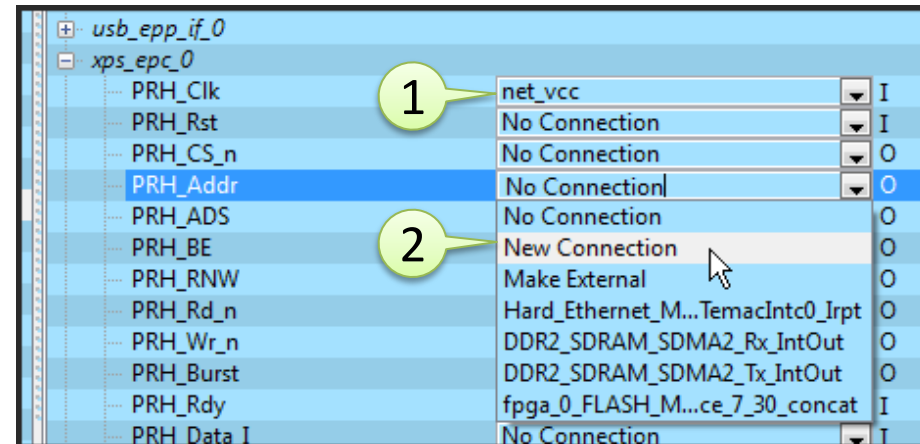 usb_epp_if_0
xps_epc_0
PRH_Clk 1 net_vcc I
PRH_Rst No Connection I
PRH_CS_n No Connection O
PRH_Addr No Connection O
PRH_ADS No Connection O
PRH_BE 2 New Connection O
PRH_RNW Make External O
PRH_Rd_n Hard_Ethernet_M...TemacIntc0_Irpt O
PRH_Wr_n DDR2_SDRAM_SDMA2_Rx_IntOut O
PRH_Burst DDR2_SDRAM_SDMA2_Tx_IntOut O
PRH_Rdy fpga_0_FLASH_M...ce_7_30_concat I
PRH_Data_I No Connection I